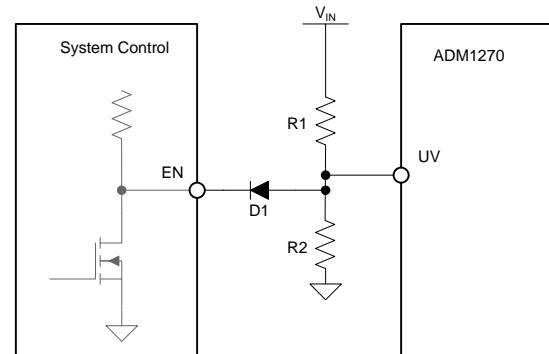 System Control
V_IN
ADM1270
R1
EN
UV
D1
R2